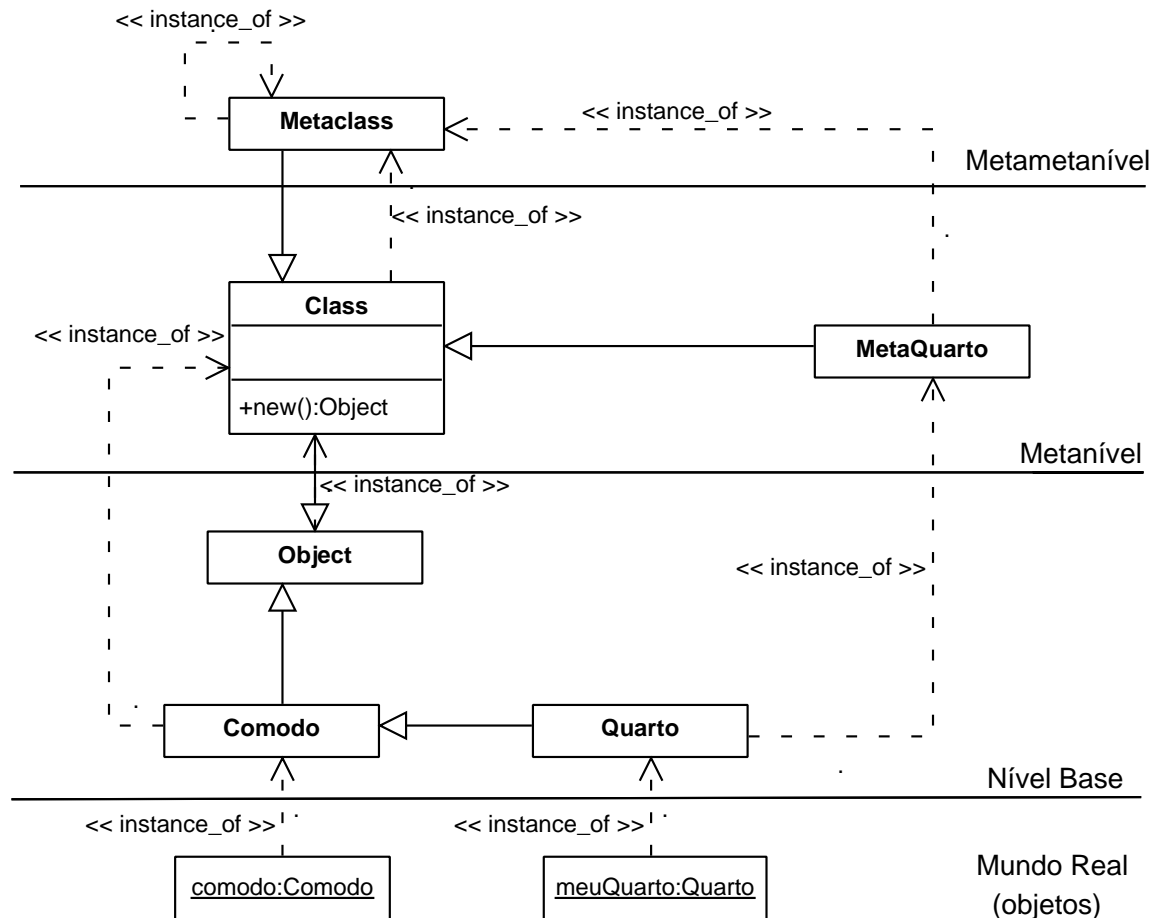 << instance_of >>
Metaclass
<< instance_of >>
Metametanível
<< instance_of >>
Class
<< instance_of >>
MetaQuarto
+new():Object
Metanível
<< instance_of >>
Object
<< instance_of >>
Comodo
Quarto
Nível Base
<< instance_of >>
<< instance_of >>
comodo:Comodo
meuQuarto:Quarto
Mundo Real
(objetos)